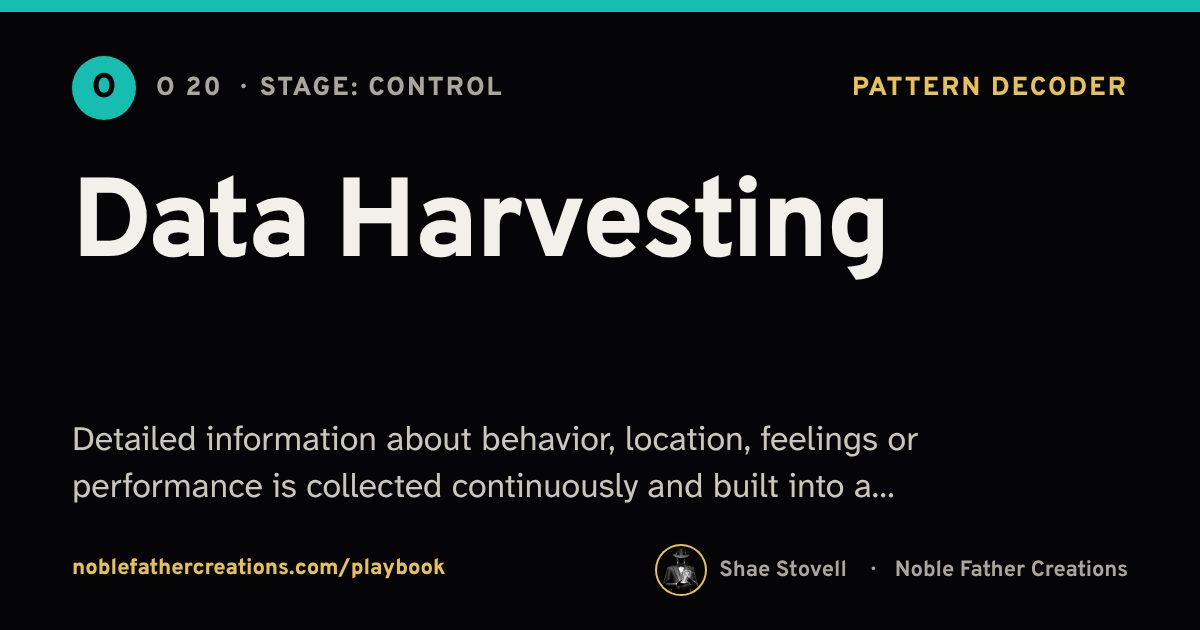 O
O 20 · STAGE: CONTROL
PATTERN DECODER
Data Harvesting
Detailed information about behavior, location, feelings or
performance is collected continuously and built into a...
noblefathercreations.com/playbook
Shae Stovell · Noble Father Creations